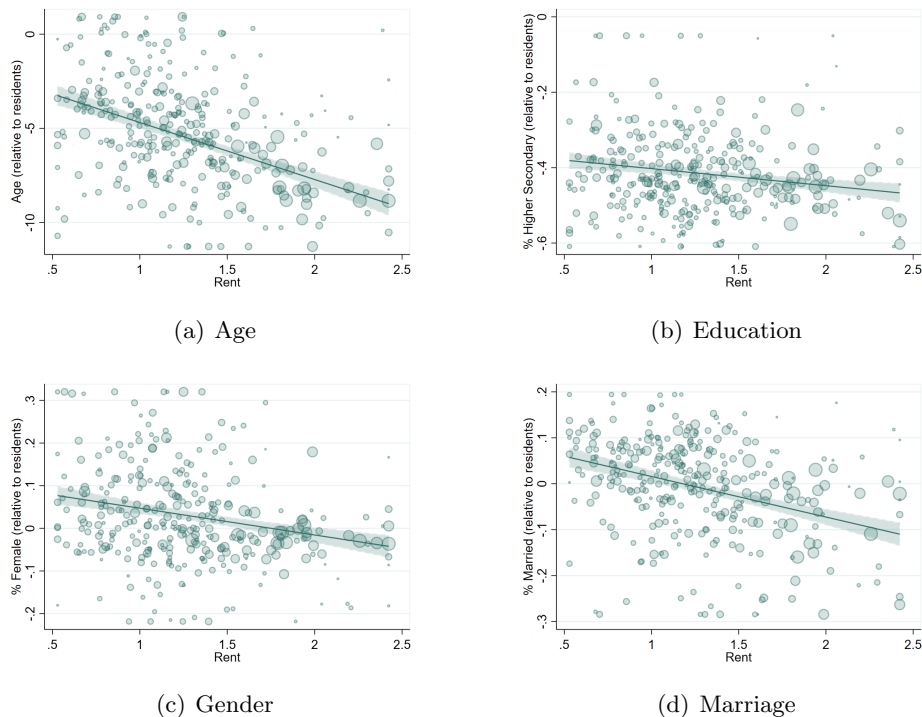 Age (relative to residents)
0
-5
-10
.5 1 1.5 2 2.5
Rent
(a) Age
% Higher Secondary (relative to residents)
0
-.2
-.4
-.6
.5 1 1.5 2 2.5
Rent
(b) Education
% Female (relative to residents)
.3
.2
.1
0
-.1
-.2
.5 1 1.5 2 2.5
Rent
(c) Gender
% Married (relative to residents)
.2
.1
0
-.1
-.2
-.3
.5 1 1.5 2 2.5
Rent
(d) Marriage